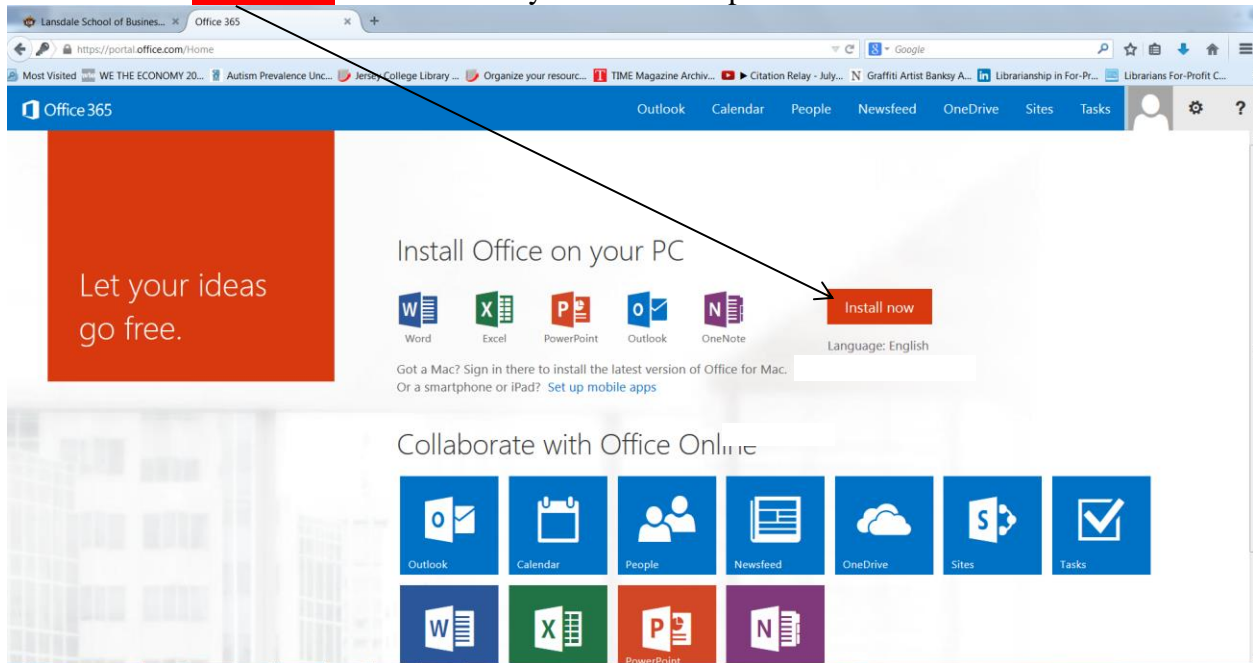 Lansdale School of Busines... × Office 365 × +
https://portal.office.com/Home Google
Most Visited WE THE ECONOMY 20... Autism Prevalence Unc... Jersey College Library ... Organize your resourc... TIME Magazine Archiv... ► Citation Relay - July... Graffiti Artist Banksy A... Librarianship in For-Pr... Librarians For-Profit C...
Office 365 Outlook Calendar People Newsfeed OneDrive Sites Tasks ?
Let your ideas
go free.
Install Office on your PC
Word Excel PowerPoint Outlook OneNote
Install now
Language: English
Got a Mac? Sign in there to install the latest version of Office for Mac.
Or a smartphone or iPad? Set up mobile apps
Collaborate with Office Online
Outlook Calendar People Newsfeed OneDrive Sites Tasks
PowerPoint